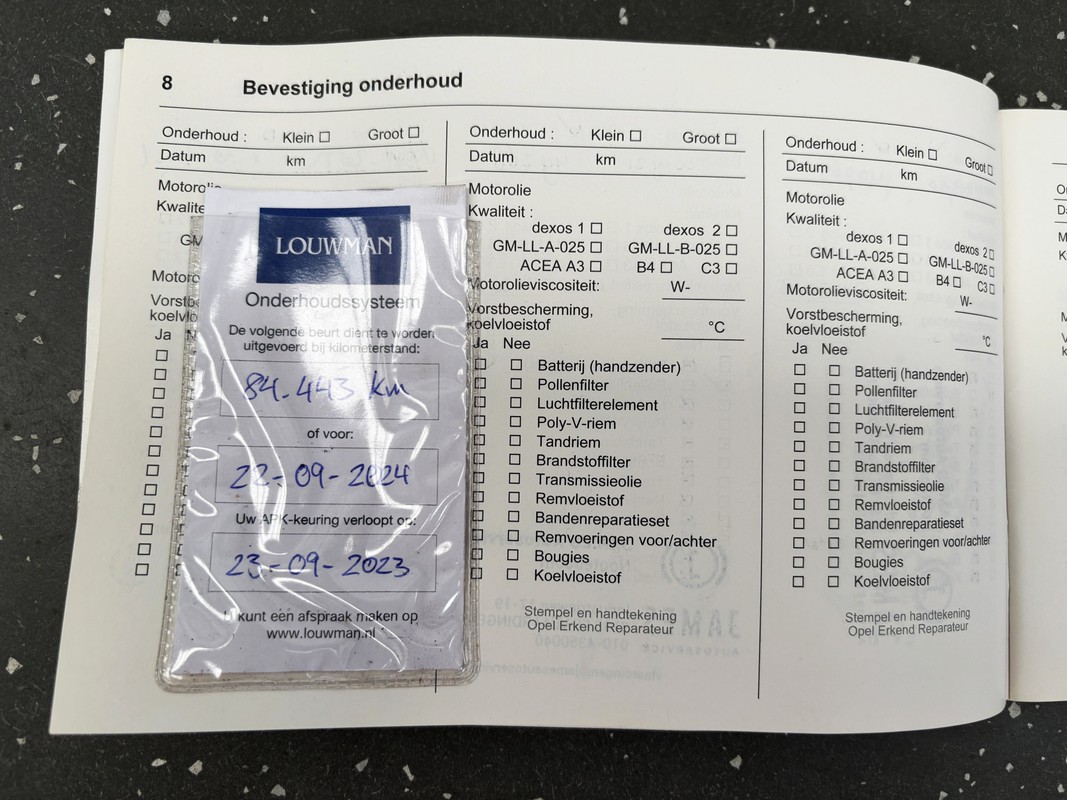 8 Bevestiging onderhoud
Onderhoud : Klein Groot
Datum km
Motorolie
Kwalite
GM
Motoro
Vorstb
koelvlo
Ja N
LOUWMAN
Onderhoudssysteem
De volgende beurt dient te worden
uitgevoerd bij kilometerstand:
84.443 km
of voor:
22-09-2024
Uw APK-keuring verloopt op:
23-09-2023
U kunt een afspraak maken op
www.louwman.nl
Onderhoud : Klein Groot
Datum km
Motorolie
Kwaliteit :
dexos 1 dexos 2
GM-LL-A-025 GM-LL-B-025
ACEA A3 B4 C3
Motorolieviscositeit: W-
Vorstbescherming,
koelvloeistof °C
Ja Nee
Batterij (handzender)
Pollenfilter
Luchtfilterelement
Poly-V-riem
Tandriem
Brandstoffilter
Transmissieolie
Remvloeistof
Bandenreparatieset
Remvoeringen voor/achter
Bougies
Koelvloeistof
Stempel en handtekening
Opel Erkend Reparateur
Onderhoud : Klein Groot
Datum km
Motorolie
Kwaliteit :
dexos 1 dexos 2
GM-LL-A-025 GM-LL-B-025
ACEA A3 B4 C3
Motorolieviscositeit: W-
Vorstbescherming,
koelvloeistof °C
Ja Nee
Batterij (handzender)
Pollenfilter
Luchtfilterelement
Poly-V-riem
Tandriem
Brandstoffilter
Transmissieolie
Remvloeistof
Bandenreparatieset
Remvoeringen voor/achter
Bougies
Koelvloeistof
Stempel en handtekening
Opel Erkend Reparateur